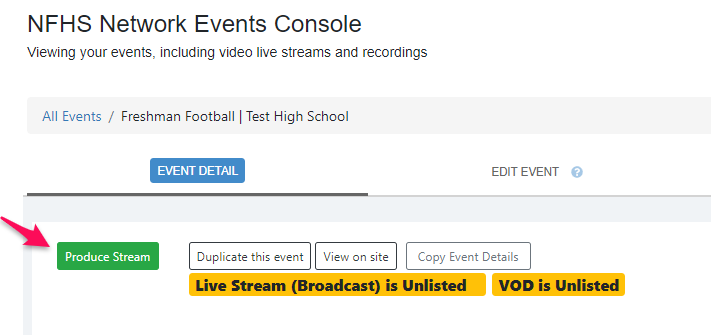 NFHS Network Events Console
Viewing your events, including video live streams and recordings
All Events / Freshman Football | Test High School
EVENT DETAIL EDIT EVENT ?
Produce Stream Duplicate this event View on site Copy Event Details
Live Stream (Broadcast) is Unlisted VOD is Unlisted